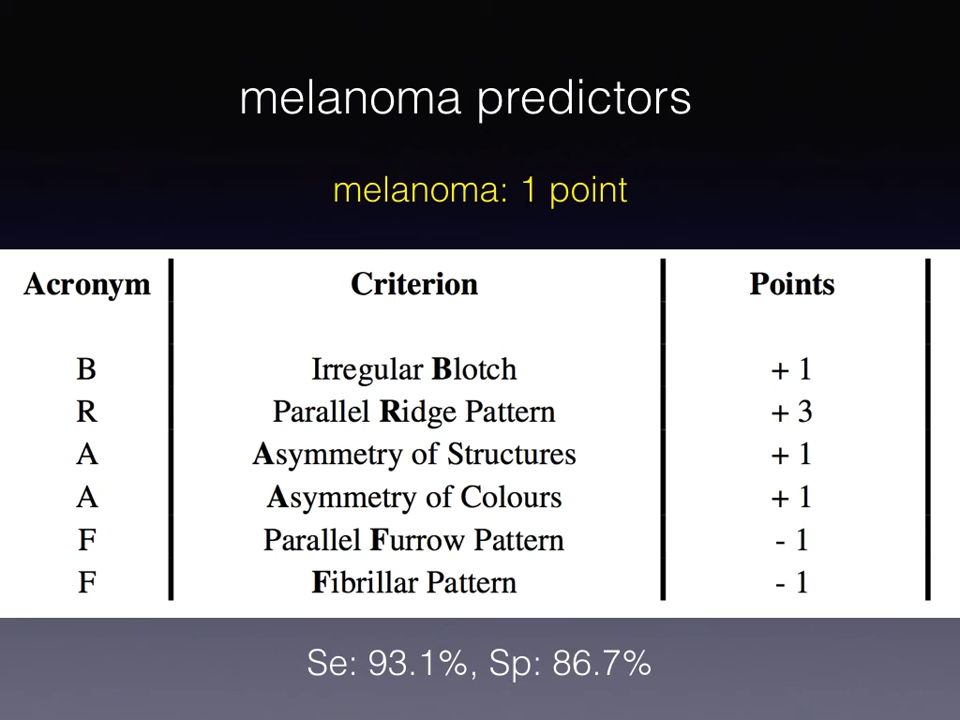 melanoma predictors
melanoma: 1 point
Acronym Criterion Points
B Irregular Blotch + 1
R Parallel Ridge Pattern + 3
A Asymmetry of Structures + 1
A Asymmetry of Colours + 1
F Parallel Furrow Pattern - 1
F Fibrillar Pattern - 1
Se: 93.1%, Sp: 86.7%